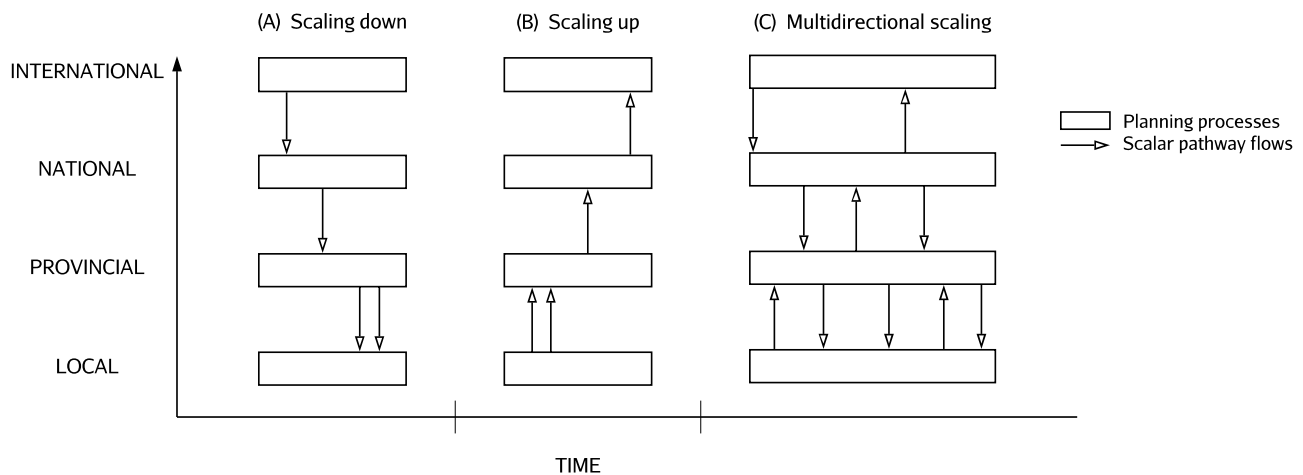 (A) Scaling down
(B) Scaling up
(C) Multidirectional scaling
INTERNATIONAL
NATIONAL
PROVINCIAL
LOCAL
Planning processes
Scalar pathway flows
TIME